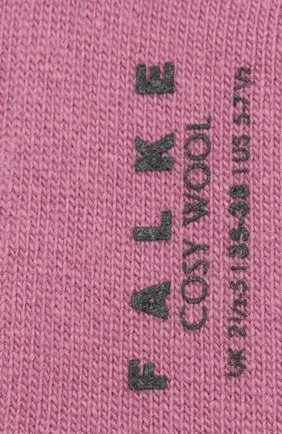 FALKE
COSY WOOL
UK 2½-5 | 35-38 | US 5-7½